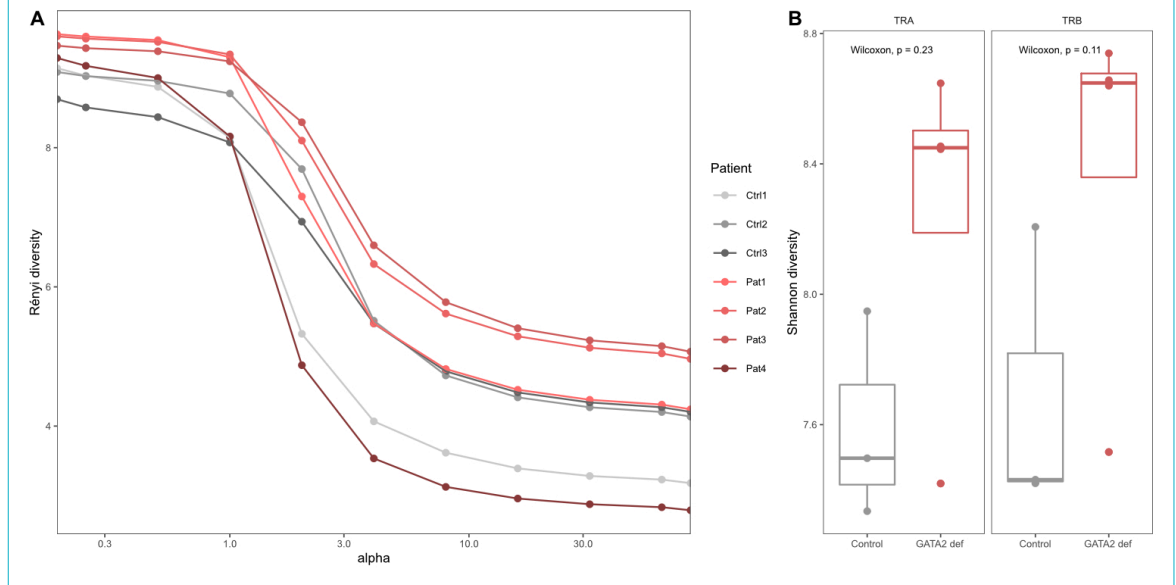 A
Rényi diversity
8
6
4
0.3
1.0
3.0
10.0
30.0
alpha
Patient
Ctrl1
Ctrl2
Ctrl3
Pat1
Pat2
Pat3
Pat4
B
TRA
TRB
Shannon diversity
8.8
8.4
8.0
7.6
Wilcoxon, p = 0.23
Wilcoxon, p = 0.11
Control
GATA2 def
Control
GATA2 def